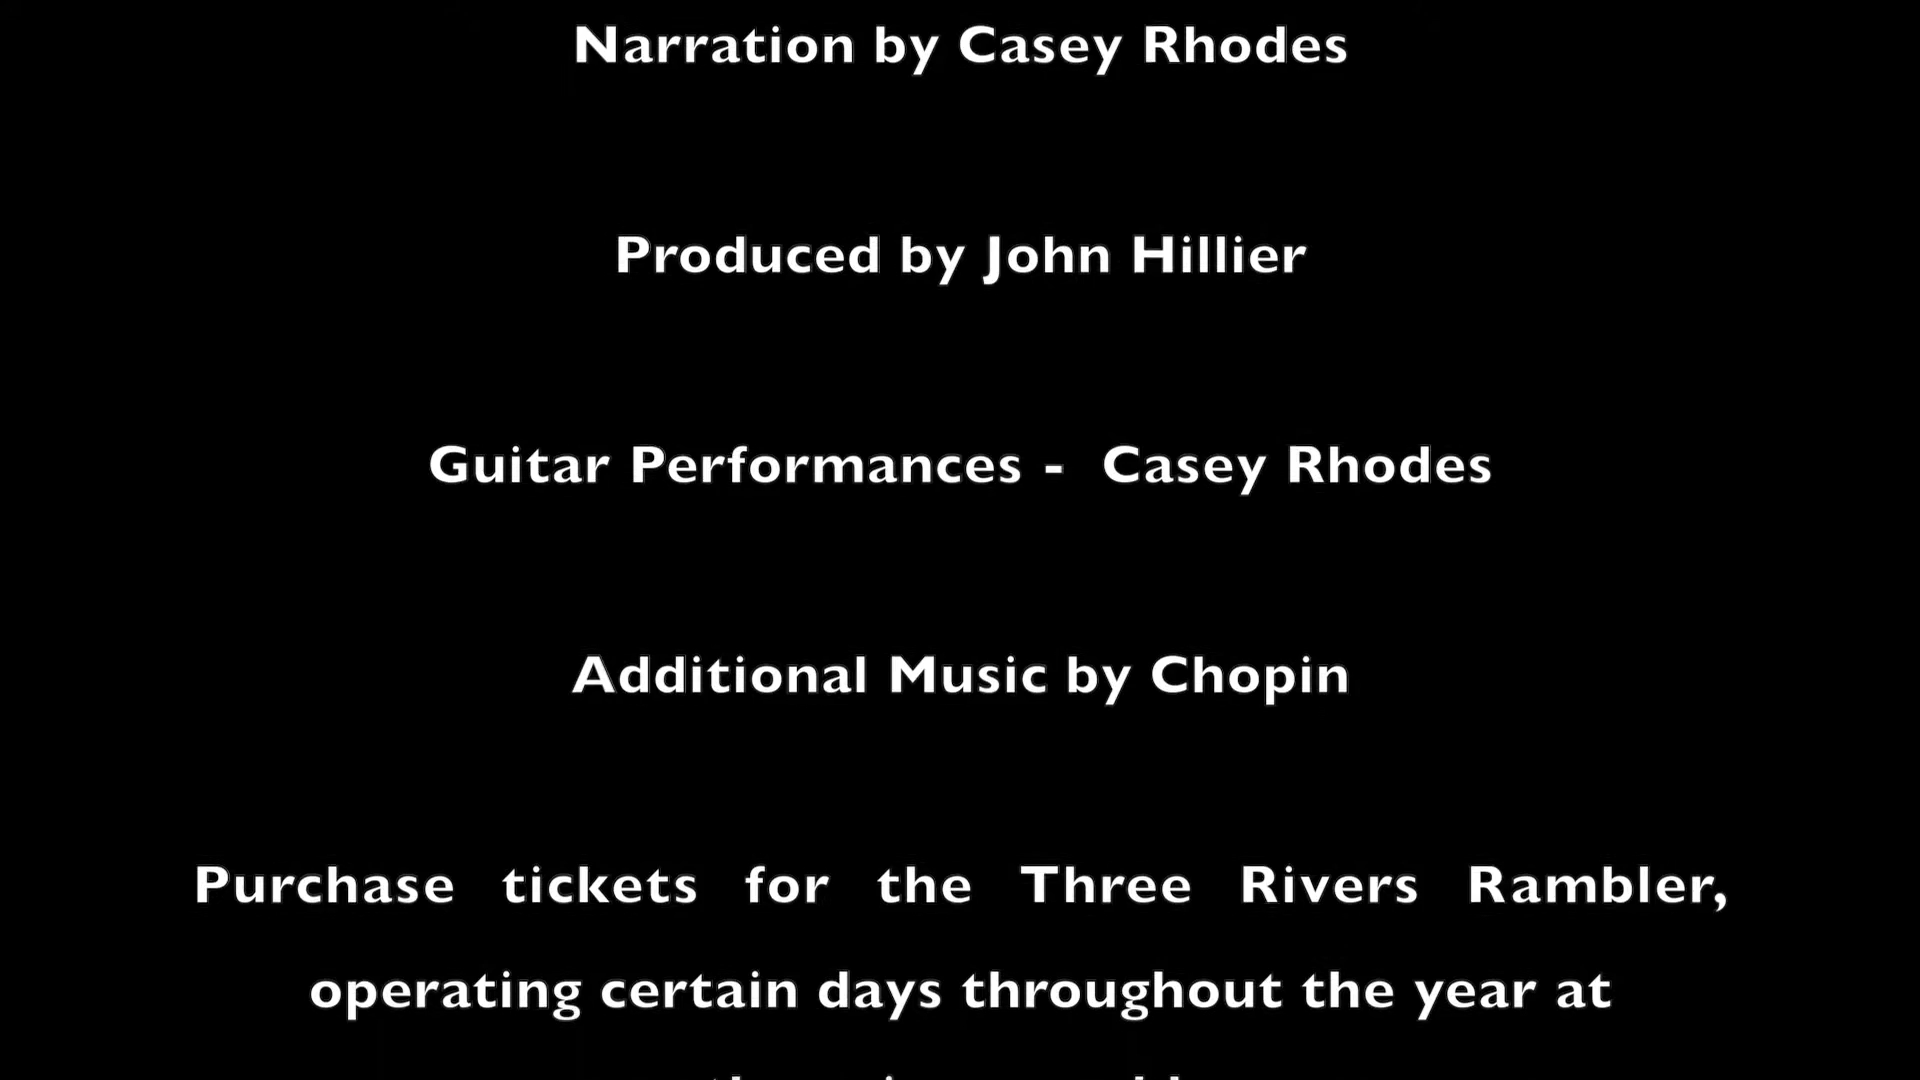 Narration by Casey Rhodes
Produced by John Hillier
Guitar Performances - Casey Rhodes
Additional Music by Chopin
Purchase tickets for the Three Rivers Rambler,
operating certain days throughout the year at